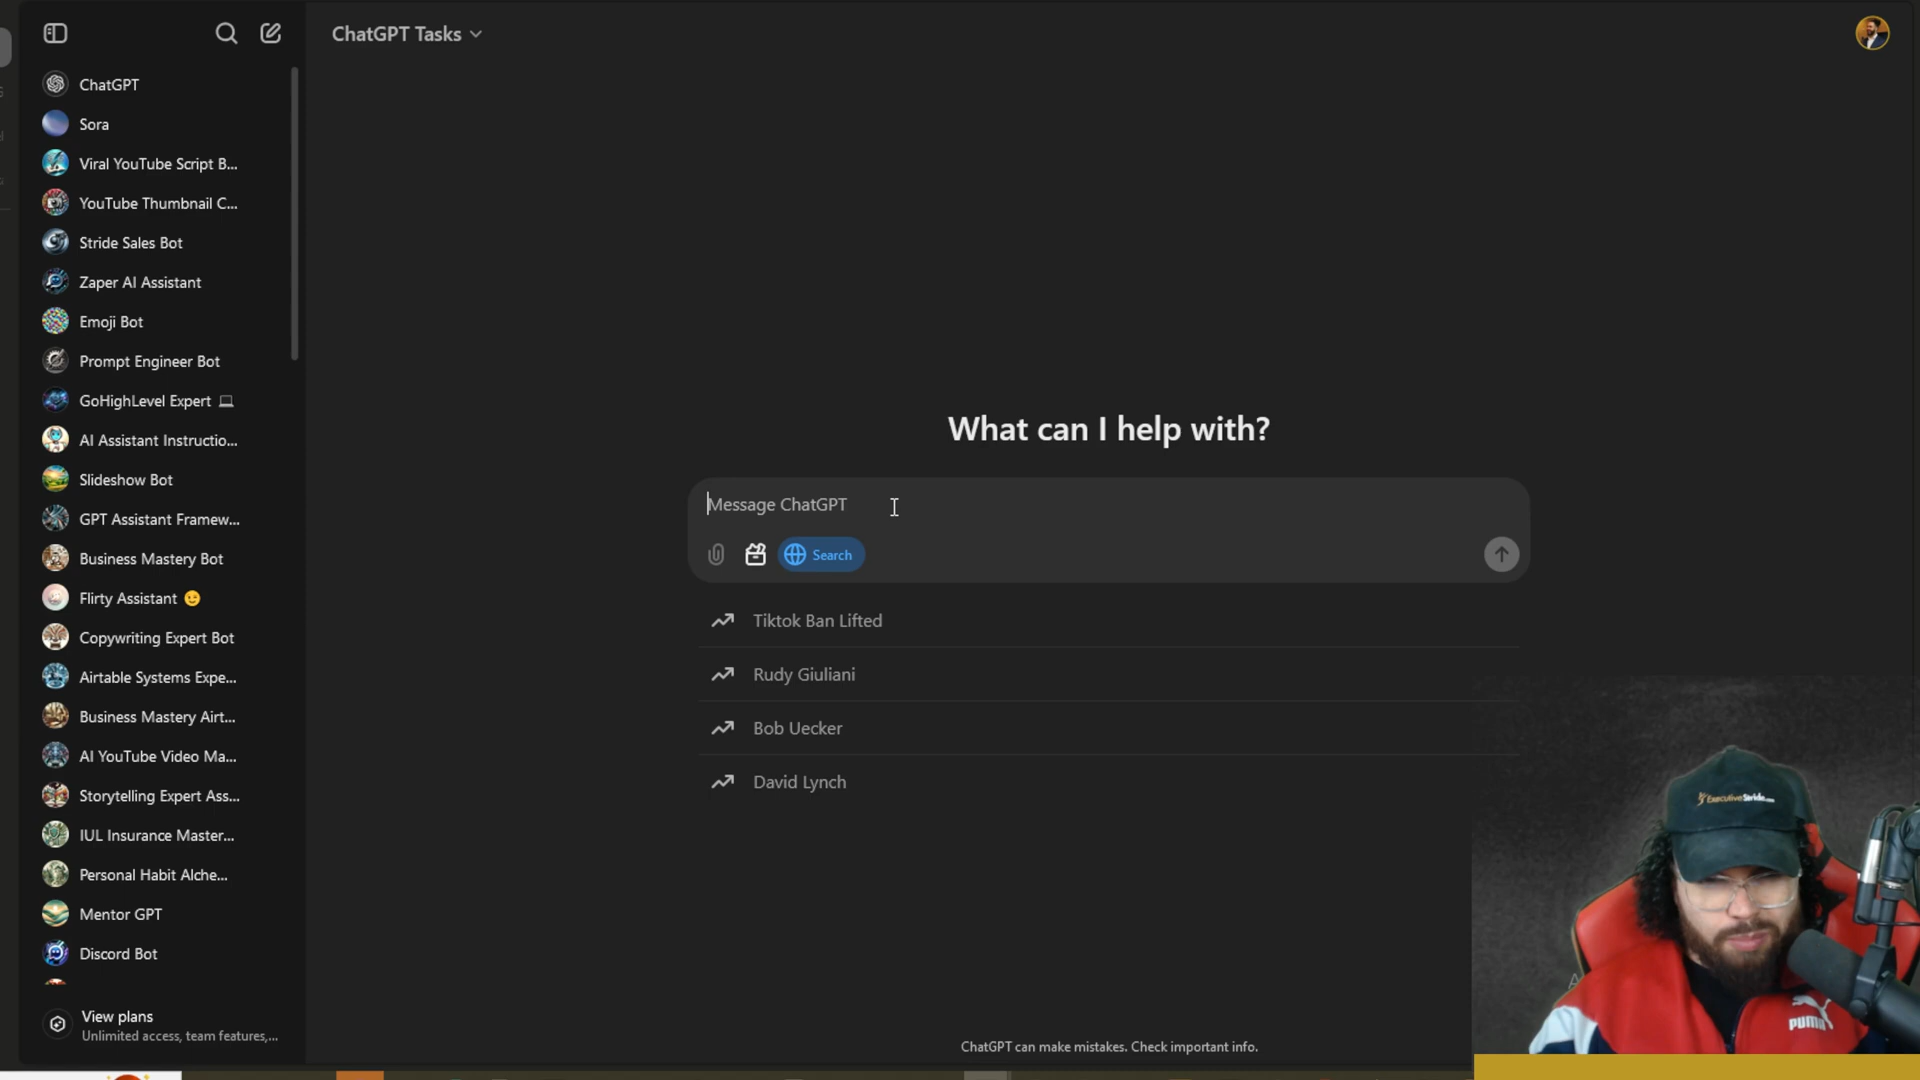 ChatGPT Tasks
ChatGPT
Sora
Viral YouTube Script B...
YouTube Thumbnail C...
Stride Sales Bot
Zaper AI Assistant
Emoji Bot
Prompt Engineer Bot
GoHighLevel Expert 💻
AI Assistant Instructio...
Slideshow Bot
GPT Assistant Framew...
Business Mastery Bot
Flirty Assistant 😉
Copywriting Expert Bot
Airtable Systems Expe...
Business Mastery Airt...
AI YouTube Video Ma...
Storytelling Expert Ass...
IUL Insurance Master...
Personal Habit Alche...
Mentor GPT
Discord Bot
View plans
Unlimited access, team features,...
What can I help with?
Message ChatGPT
Search
Tiktok Ban Lifted
Rudy Giuliani
Bob Uecker
David Lynch
ChatGPT can make mistakes. Check important info.
ExecutiveStride.com
PUMA